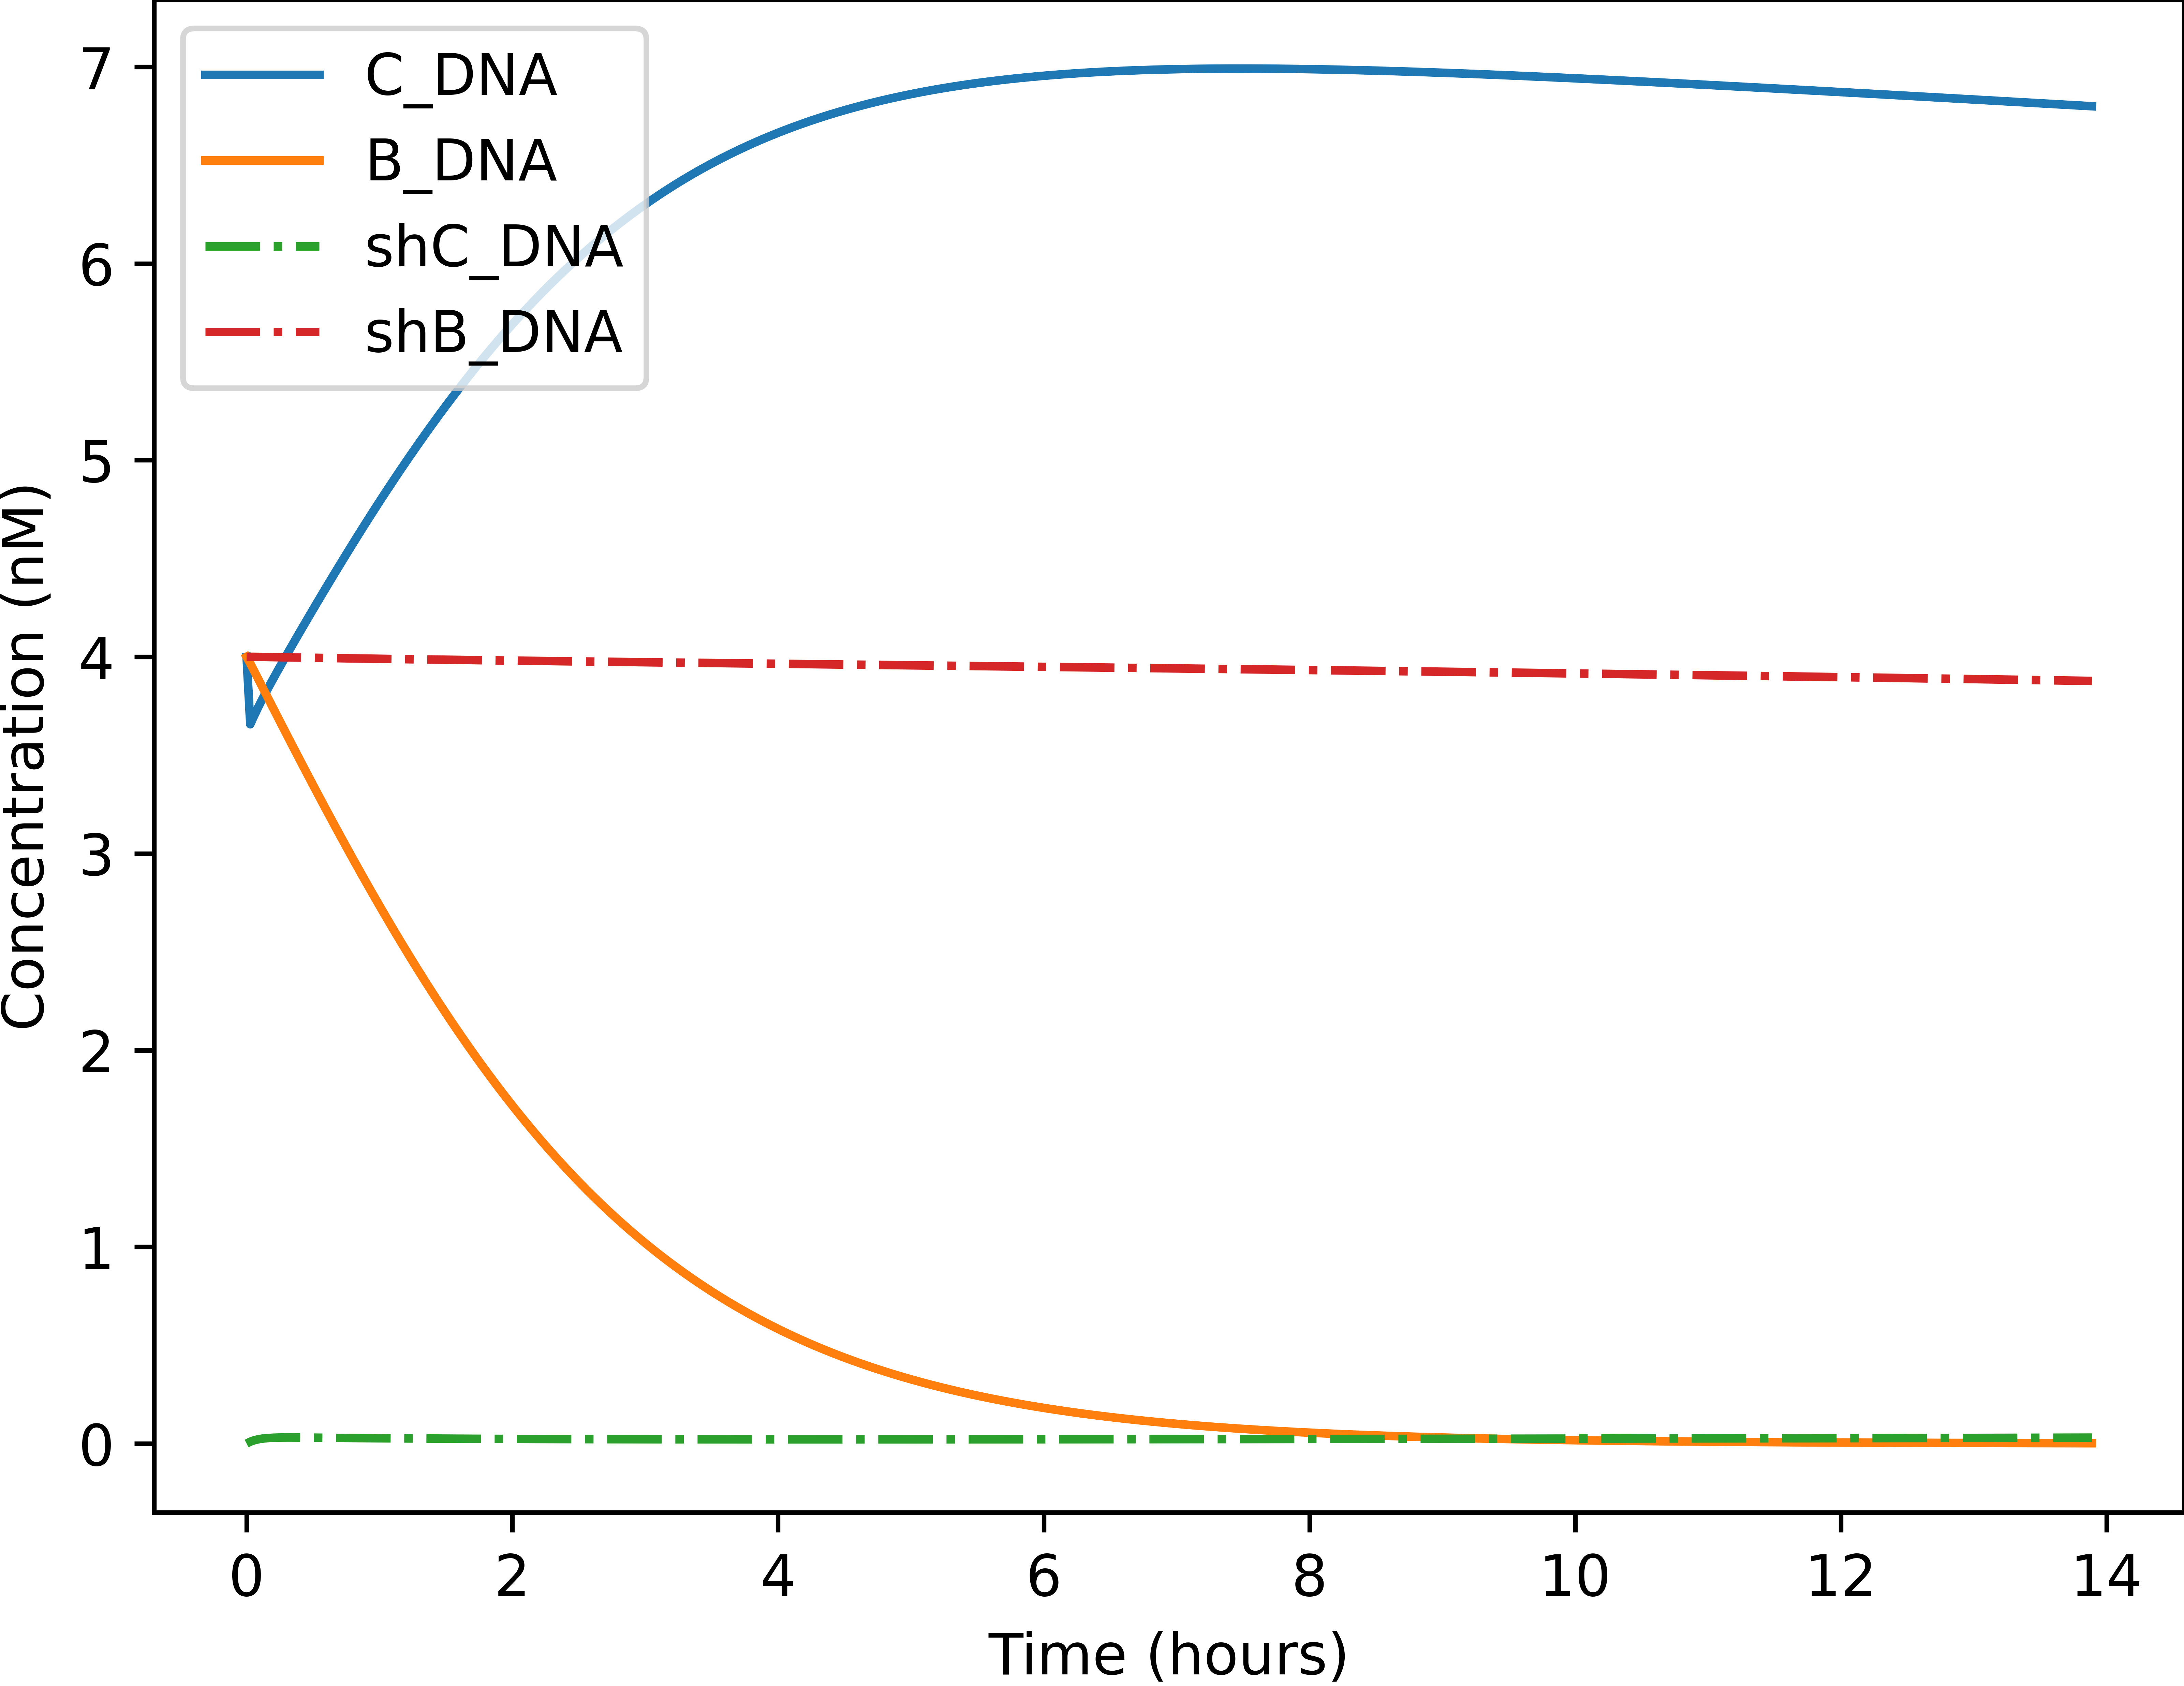 C_DNA
B_DNA
shC_DNA
shB_DNA
7
6
5
4
3
2
1
0
Concentration (nM)
0 2 4 6 8 10 12 14
Time (hours)